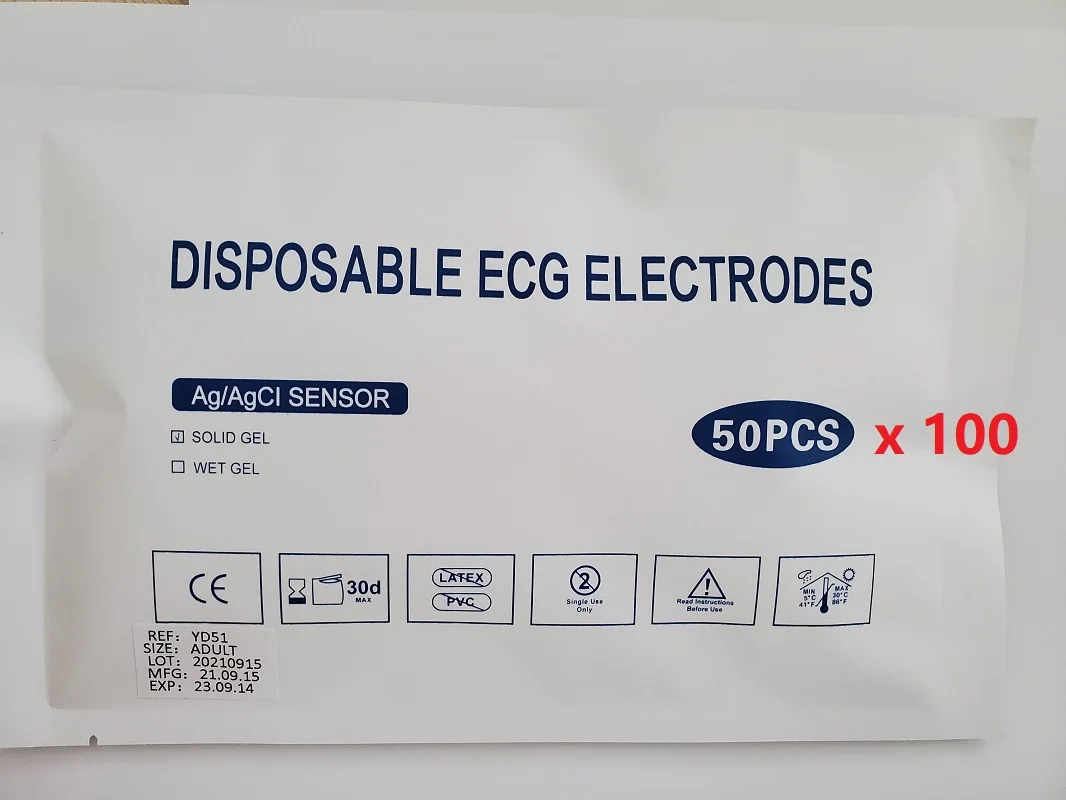 DISPOSABLE ECG ELECTRODES
Ag/AgCl SENSOR
SOLID GEL
WET GEL
50PCS x 100
CE
30d
MAX
LATEX
PVC
2
Single Use
Only
Read Instructions
Before Use
MIN
5°C
41°F
MAX
30°C
86°F
REF: YD51
SIZE: ADULT
LOT: 20210915
MFG: 21.09.15
EXP: 23.09.14